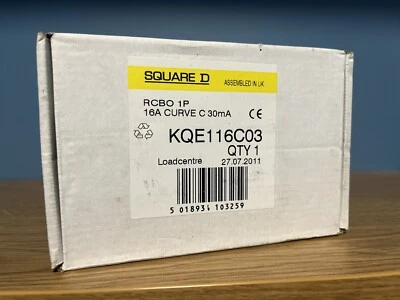 SQUARE D
ASSEMBLED IN UK
RCBO 1P
16A CURVE C 30mA
CE
KQE116C03
QTY 1
Loadcentre 27.07.2011
5 018934 103259